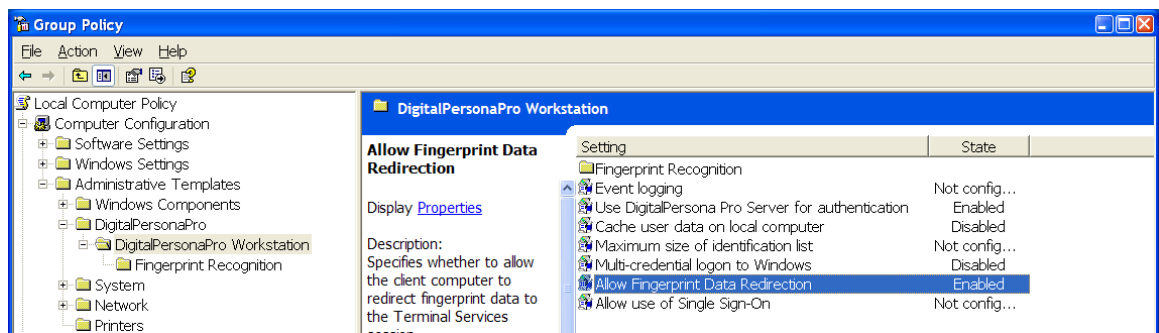 Group Policy
File Action View Help
Local Computer Policy
Computer Configuration
Software Settings
Windows Settings
Administrative Templates
Windows Components
DigitalPersonaPro
DigitalPersonaPro Workstation
Fingerprint Recognition
System
Network
Printers
DigitalPersonaPro Workstation
Allow Fingerprint Data
Redirection
Display Properties
Description:
Specifies whether to allow
the client computer to
redirect fingerprint data to
the Terminal Services
Setting State
Fingerprint Recognition
Event logging Not config...
Use DigitalPersona Pro Server for authentication Enabled
Cache user data on local computer Disabled
Maximum size of identification list Not config...
Multi-credential logon to Windows Disabled
Allow Fingerprint Data Redirection Enabled
Allow use of Single Sign-On Not config...